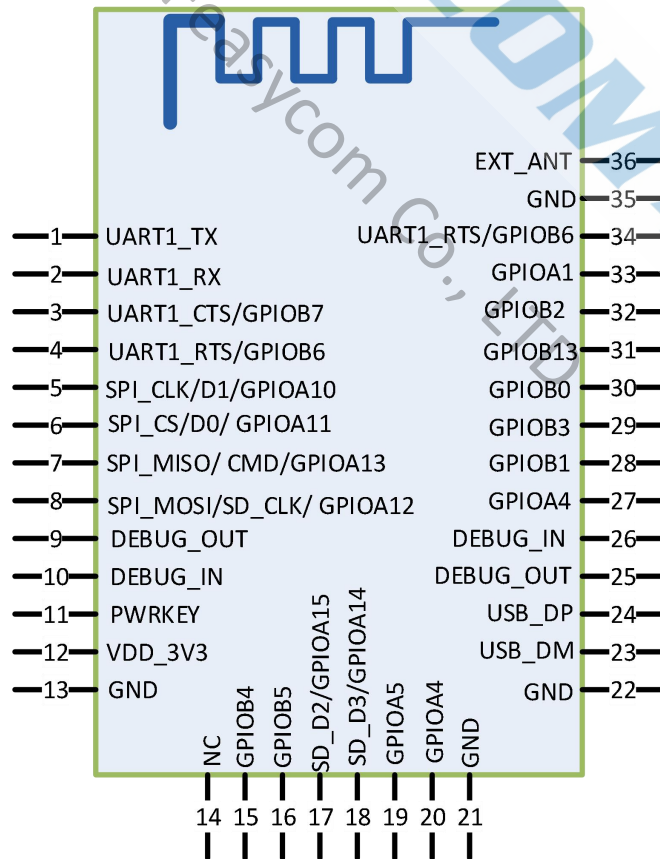 EXT_ANT 36
GND 35
1 UART1_TX
UART1_RTS/GPIOB6 34
2 UART1_RX
GPIOA1 33
3 UART1_CTS/GPIOB7
GPIOB2 32
4 UART1_RTS/GPIOB6
GPIOB13 31
5 SPI_CLK/D1/GPIOA10
GPIOB0 30
6 SPI_CS/D0/ GPIOA11
GPIOB3 29
7 SPI_MISO/ CMD/GPIOA13
GPIOB1 28
8 SPI_MOSI/SD_CLK/ GPIOA12
GPIOA4 27
9 DEBUG_OUT
DEBUG_IN 26
10 DEBUG_IN
DEBUG_OUT 25
11 PWRKEY
USB_DP 24
12 VDD_3V3
USB_DM 23
13 GND
GND 22
NC
GPIOB4
GPIOB5
SD_D2/GPIOA15
SD_D3/GPIOA14
GPIOA5
GPIOA4
GND
14 15 16 17 18 19 20 21
Co., LTD